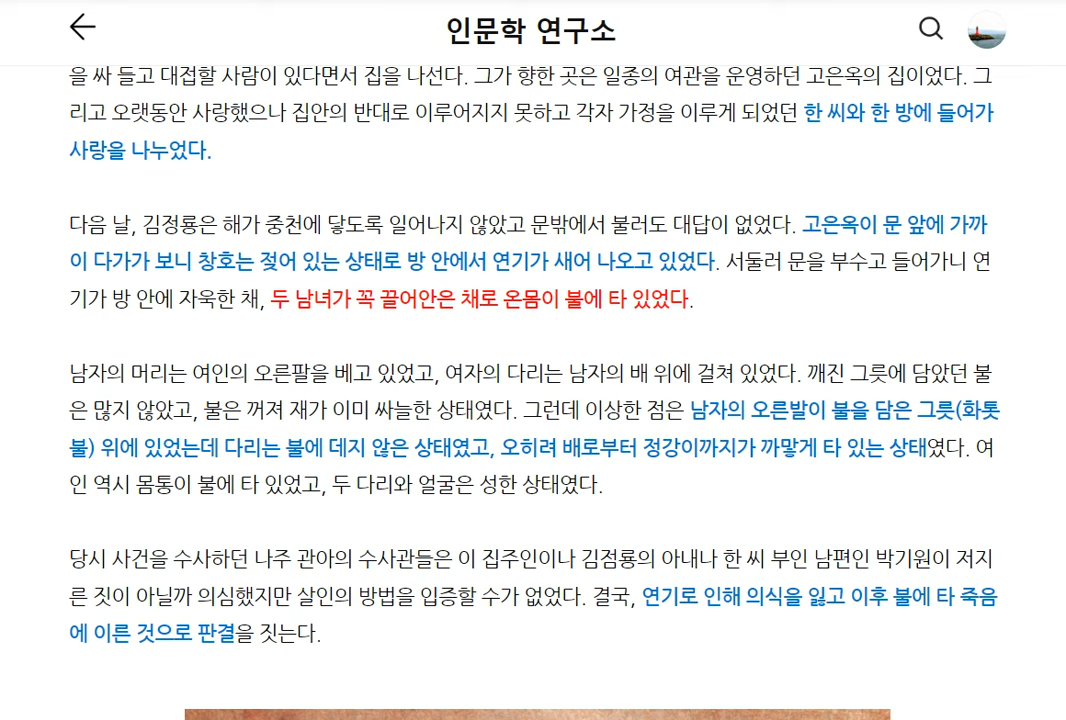 인문학 연구소
을 싸 들고 대접할 사람이 있다면서 집을 나선다. 그가 향한 곳은 일종의 여관을 운영하던 고은옥의 집이었다. 그
리고 오랫동안 사랑했으나 집안의 반대로 이루어지지 못하고 각자 가정을 이루게 되었던 한 씨와 한 방에 들어가
사랑을 나누었다.
다음 날, 김정룡은 해가 중천에 닿도록 일어나지 않았고 문밖에서 불러도 대답이 없었다. 고은옥이 문 앞에 가까
이 다가가 보니 창호는 젖어 있는 상태로 방 안에서 연기가 새어 나오고 있었다. 서둘러 문을 부수고 들어가니 연
기가 방 안에 자욱한 채, 두 남녀가 꼭 끌어안은 채로 온몸이 불에 타 있었다.
남자의 머리는 여인의 오른팔을 베고 있었고, 여자의 다리는 남자의 배 위에 걸쳐 있었다. 깨진 그릇에 담았던 불
은 많지 않았고, 불은 꺼져 재가 이미 싸늘한 상태였다. 그런데 이상한 점은 남자의 오른발이 불을 담은 그릇(화톳
불) 위에 있었는데 다리는 불에 데지 않은 상태였고, 오히려 배로부터 정강이까지가 까맣게 타 있는 상태였다. 여
인 역시 몸통이 불에 타 있었고, 두 다리와 얼굴은 성한 상태였다.
당시 사건을 수사하던 나주 관아의 수사관들은 이 집주인이나 김점룡의 아내나 한 씨 부인 남편인 박기원이 저지
른 짓이 아닐까 의심했지만 살인의 방법을 입증할 수가 없었다. 결국, 연기로 인해 의식을 잃고 이후 불에 타 죽음
에 이른 것으로 판결을 짓는다.